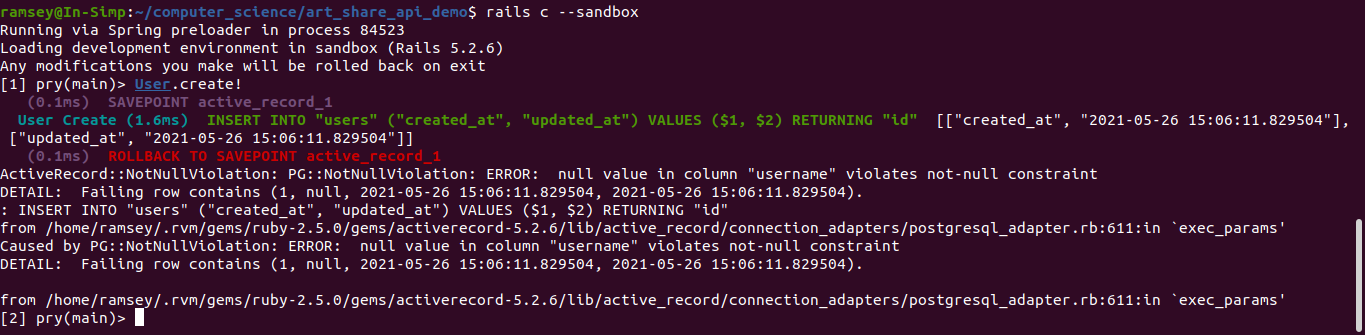 ramsey@In-Simp:~/computer_science/art_share_api_demo$ rails c --sandbox
Running via Spring preloader in process 84523
Loading development environment in sandbox (Rails 5.2.6)
Any modifications you make will be rolled back on exit
[1] pry(main)> User.create!
   (0.1ms)  SAVEPOINT active_record_1
  User Create (1.6ms)  INSERT INTO "users" ("created_at", "updated_at") VALUES ($1, $2) RETURNING "id"  [["created_at", "2021-05-26 15:06:11.829504"],
 ["updated_at", "2021-05-26 15:06:11.829504"]]
   (0.1ms)  ROLLBACK TO SAVEPOINT active_record_1
ActiveRecord::NotNullViolation: PG::NotNullViolation: ERROR:  null value in column "username" violates not-null constraint
DETAIL:  Failing row contains (1, null, 2021-05-26 15:06:11.829504, 2021-05-26 15:06:11.829504).
: INSERT INTO "users" ("created_at", "updated_at") VALUES ($1, $2) RETURNING "id"
from /home/ramsey/.rvm/gems/ruby-2.5.0/gems/activerecord-5.2.6/lib/active_record/connection_adapters/postgresql_adapter.rb:611:in `exec_params'
Caused by PG::NotNullViolation: ERROR:  null value in column "username" violates not-null constraint
DETAIL:  Failing row contains (1, null, 2021-05-26 15:06:11.829504, 2021-05-26 15:06:11.829504).

from /home/ramsey/.rvm/gems/ruby-2.5.0/gems/activerecord-5.2.6/lib/active_record/connection_adapters/postgresql_adapter.rb:611:in `exec_params'
[2] pry(main)>